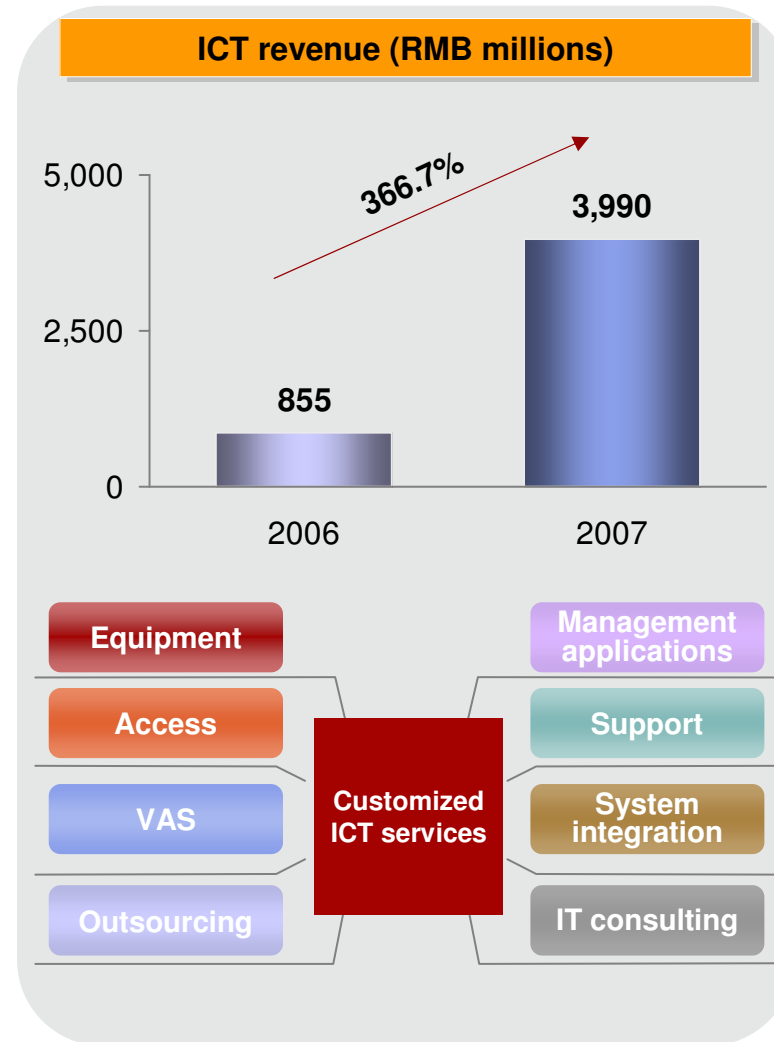 ICT revenue (RMB millions)
366.7%
5,000
3,990
2,500
855
0
2006
2007
Equipment
Management
applications
Access
Support
Customized
ICT services
VAS
System
integration
Outsourcing
IT consulting